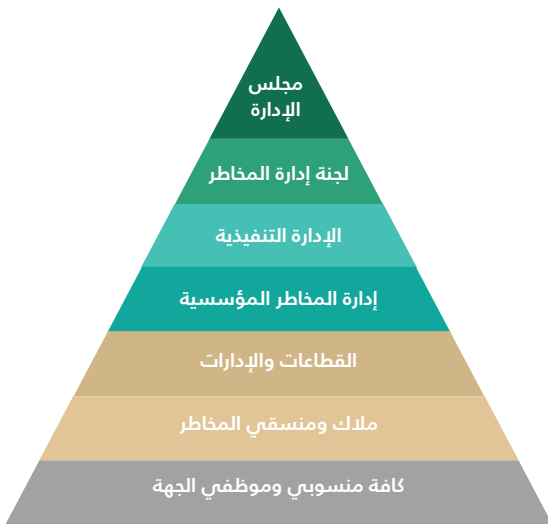 مجلس
الإدارة
لجنة إدارة المخاطر
الإدارة التنفيذية
إدارة المخاطر المؤسسية
القطاعات والإدارات
ملاك ومنسقي المخاطر
كافة منسوبي وموظفي الجهة